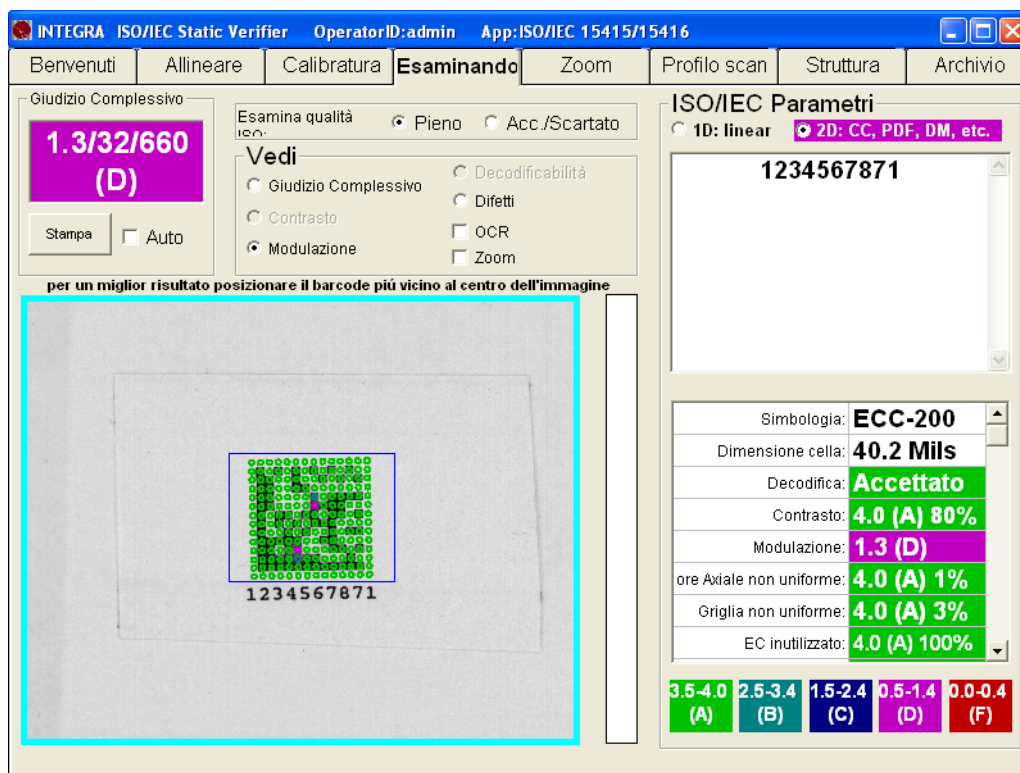 INTEGRA ISO/IEC Static Verifier OperatorID:admin App:ISO/IEC 15415/15416
Benvenuti Allineare Calibratura Esaminando Zoom Profilo scan Struttura Archivio
Giudizio Complessivo
1.3/32/660
(D)
Stampa
Auto
Esamina qualità
ISO:
Pieno
Acc./Scartato
Vedi
Giudizio Complessivo
Contrasto
Modulazione
Decodificabilità
Difetti
OCR
Zoom
per un miglior risultato posizionare il barcode piú vicino al centro dell'immagine
1234567871
ISO/IEC Parametri
1D: linear
2D: CC, PDF, DM, etc.
1234567871
Simbologia: ECC-200
Dimensione cella: 40.2 Mils
Decodifica: Accettato
Contrasto: 4.0 (A) 80%
Modulazione: 1.3 (D)
ore Axiale non uniforme: 4.0 (A) 1%
Griglia non uniforme: 4.0 (A) 3%
EC inutilizzato: 4.0 (A) 100%
3.5-4.0 2.5-3.4 1.5-2.4 0.5-1.4 0.0-0.4
(A) (B) (C) (D) (F)